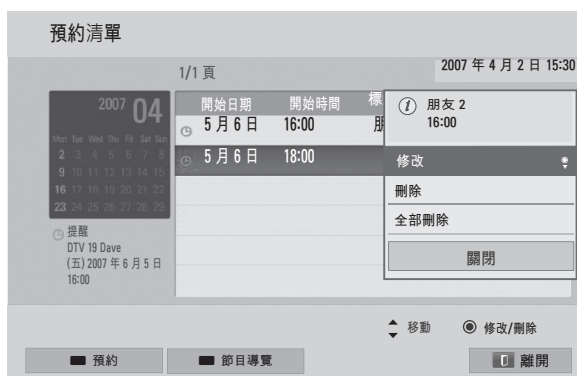 預約清單
1/1 頁
2007 年 4 月 2 日 15:30
2007 04
Mon Tue Wed Thu Fri Sat Sun
2 3 4 5 6 7 8
9 10 11 12 13 14 15
16 17 18 19 20 21 22
23 24 25 26 27 28 29
提醒
DTV 19 Dave
(五) 2007 年 6 月 5 日
16:00
開始日期 開始時間 標
5 月 6 日 16:00
5 月 6 日 18:00
朋友 2
16:00
修改
刪除
全部刪除
關閉
移動 修改/刪除
預約 節目導覽 離開